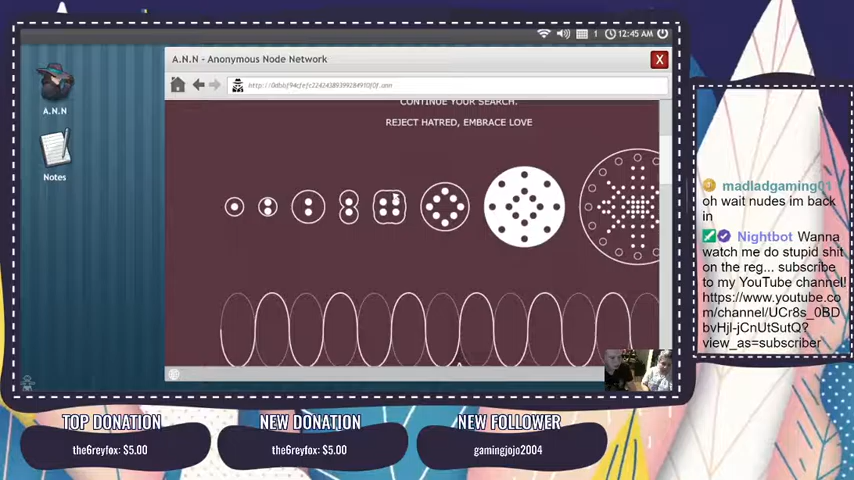 1 12:45 AM
A.N.N - Anonymous Node Network
X
A.N.N
Notes
CONTINUE YOUR SEARCH.
REJECT HATRED, EMBRACE LOVE
madladgaming01
oh wait nudes im back
in
Nightbot Wanna
watch me do stupid shit
on the reg... subscribe
to my YouTube channel!
https://www.youtube.co
m/channel/UCr8s_0BD
bvHjl-jCnUtSutQ?
view_as=subscriber
TOP DONATION
the6reyfox: $5.00
NEW DONATION
the6reyfox: $5.00
NEW FOLLOWER
gamingjojo2004